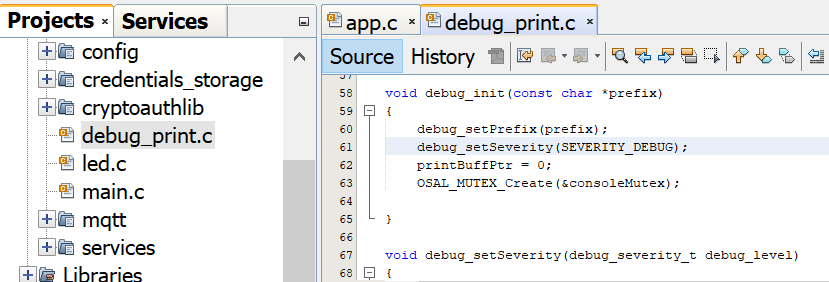 Projects × Services
config
credentials_storage
cryptoauthlib
debug_print.c
led.c
main.c
mqtt
services
Libraries
app.c × debug_print.c ×
Source History
57
58 void debug_init(const char *prefix)
59 {
60 debug_setPrefix(prefix);
61 debug_setSeverity(SEVERITY_DEBUG);
62 printBuffPtr = 0;
63 OSAL_MUTEX_Create(&consoleMutex);
64
65 }
66
67 void debug_setSeverity(debug_severity_t debug_level)
68 {